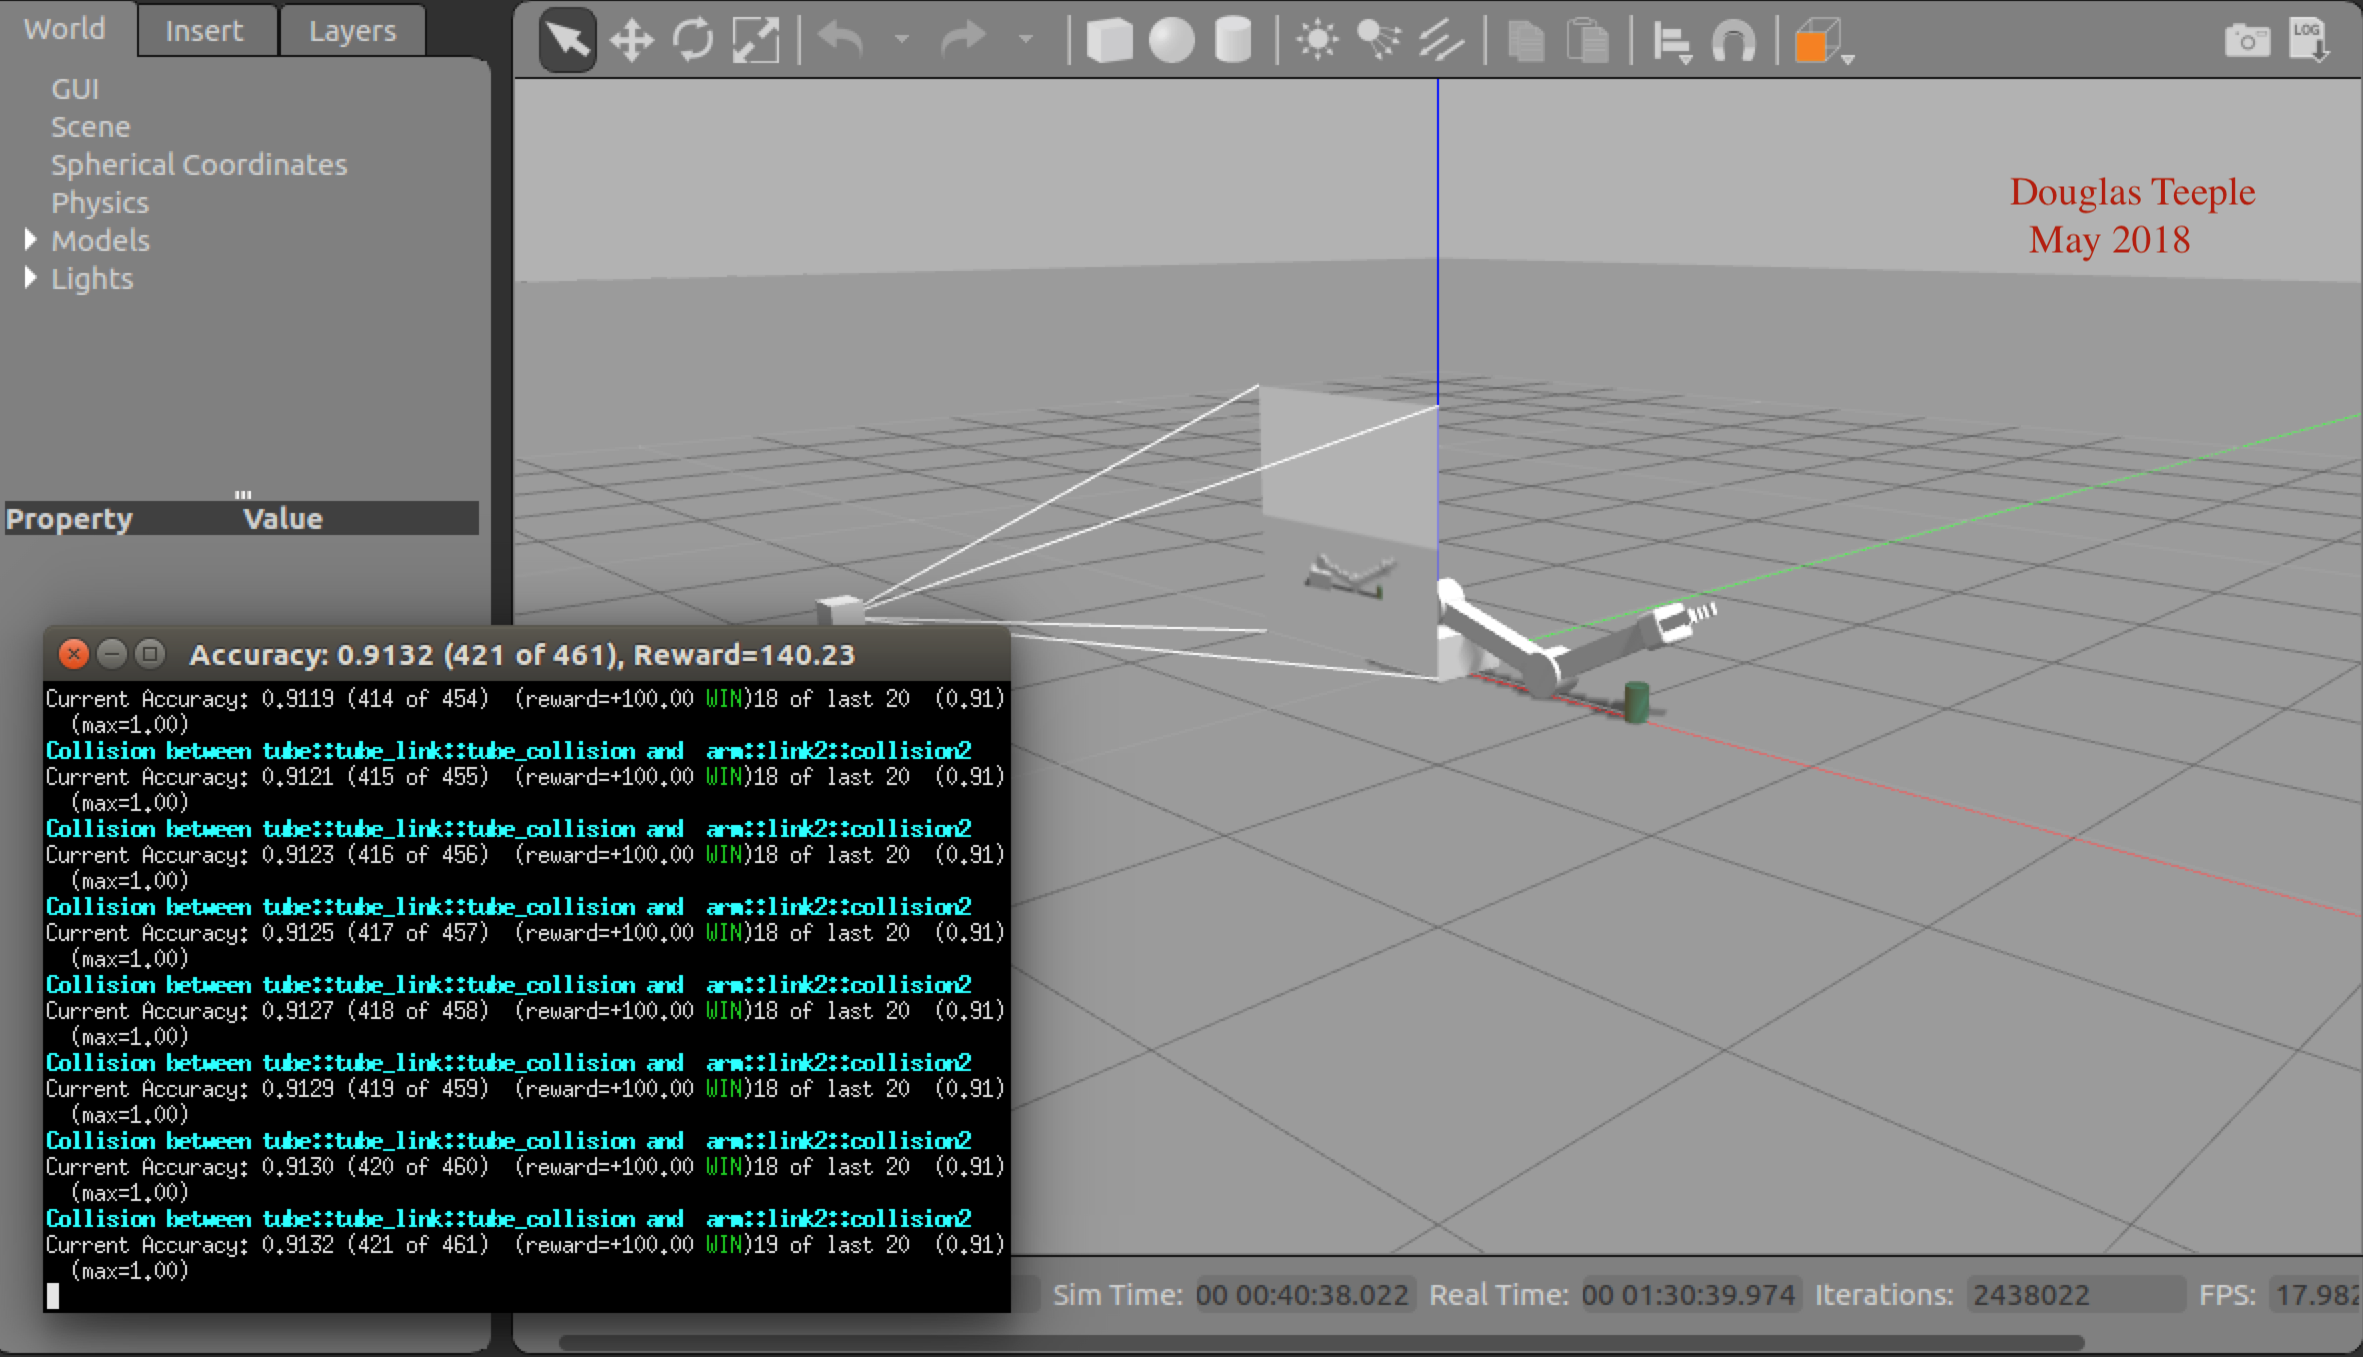 World Insert Layers
GUI
Scene
Spherical Coordinates
Physics
Models
Lights
Property Value
LOG
Douglas Teeple
May 2018
Accuracy: 0.9132 (421 of 461), Reward=140.23
Current Accuracy: 0.9119 (414 of 454) (reward=+100.00 WIN)18 of last 20 (0.91)
(max=1.00)
Collision between tube::tube_link::tube_collision and arm::link2::collision2
Current Accuracy: 0.9121 (415 of 455) (reward=+100.00 WIN)18 of last 20 (0.91)
(max=1.00)
Collision between tube::tube_link::tube_collision and arm::link2::collision2
Current Accuracy: 0.9123 (416 of 456) (reward=+100.00 WIN)18 of last 20 (0.91)
(max=1.00)
Collision between tube::tube_link::tube_collision and arm::link2::collision2
Current Accuracy: 0.9125 (417 of 457) (reward=+100.00 WIN)18 of last 20 (0.91)
(max=1.00)
Collision between tube::tube_link::tube_collision and arm::link2::collision2
Current Accuracy: 0.9127 (418 of 458) (reward=+100.00 WIN)18 of last 20 (0.91)
(max=1.00)
Collision between tube::tube_link::tube_collision and arm::link2::collision2
Current Accuracy: 0.9129 (419 of 459) (reward=+100.00 WIN)18 of last 20 (0.91)
(max=1.00)
Collision between tube::tube_link::tube_collision and arm::link2::collision2
Current Accuracy: 0.9130 (420 of 460) (reward=+100.00 WIN)18 of last 20 (0.91)
(max=1.00)
Collision between tube::tube_link::tube_collision and arm::link2::collision2
Current Accuracy: 0.9132 (421 of 461) (reward=+100.00 WIN)19 of last 20 (0.91)
(max=1.00)
Sim Time: 00 00:40:38.022 Real Time: 00 01:30:39.974 Iterations: 2438022 FPS: 17.982